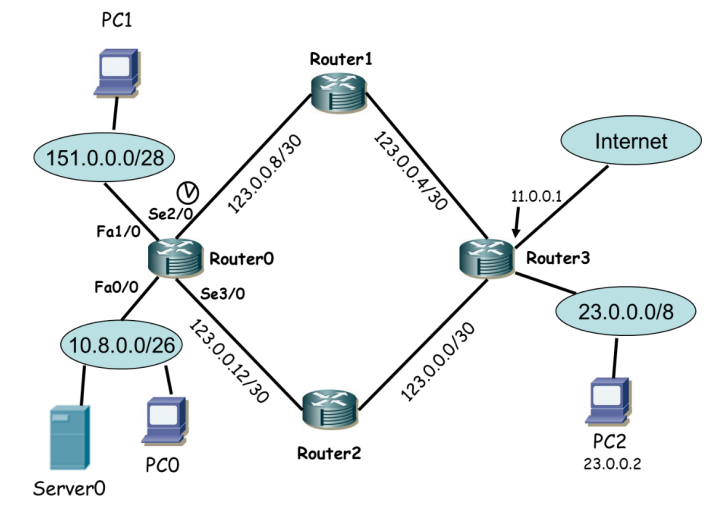 PC1
Router1
151.0.0.0/28
123.0.0.8/30
123.0.0.4/30
Internet
11.0.0.1
Se2/0
Fa1/0
Router0
Router3
Fa0/0
Se3/0
10.8.0.0/26
123.0.0.12/30
123.0.0.0/30
23.0.0.0/8
Server0
PC0
Router2
PC2
23.0.0.2